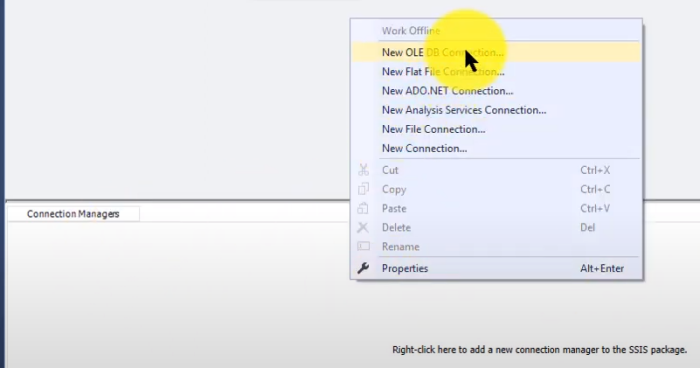 Work Offline
New OLE DB Connection...
New Flat File Connection...
New ADO.NET Connection...
New Analysis Services Connection...
New File Connection...
New Connection...
Cut Ctrl+X
Copy Ctrl+C
Paste Ctrl+V
Delete Del
Rename
Properties Alt+Enter
Connection Managers
Right-click here to add a new connection manager to the SSIS package.